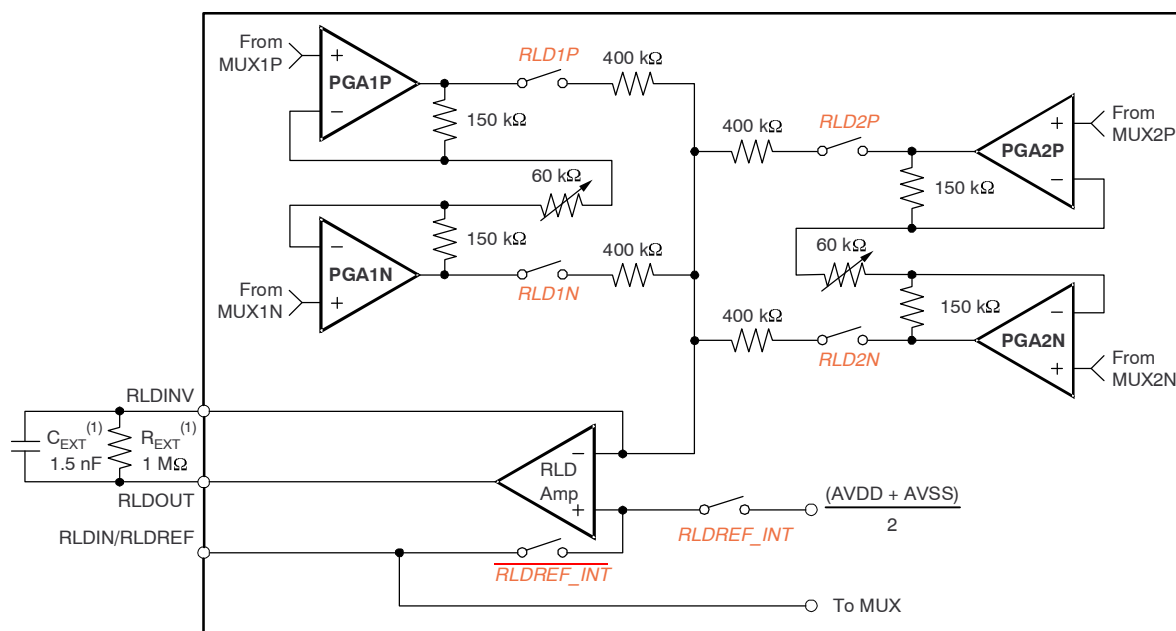 From
MUX1P
+
PGA1P
−
RLD1P
400 kΩ
150 kΩ
60 kΩ
−
PGA1N
+
150 kΩ
400 kΩ
RLD1N
From
MUX1N
400 kΩ
RLD2P
+
PGA2P
−
From
MUX2P
150 kΩ
60 kΩ
400 kΩ
RLD2N
150 kΩ
−
PGA2N
+
From
MUX2N
RLDINV
C_EXT (1)
1.5 nF
R_EXT (1)
1 MΩ
RLDOUT
RLDIN/RLDREF
−
RLD
Amp
+
RLDREF_INT
(AVDD + AVSS)
2
RLDREF_INT
To MUX